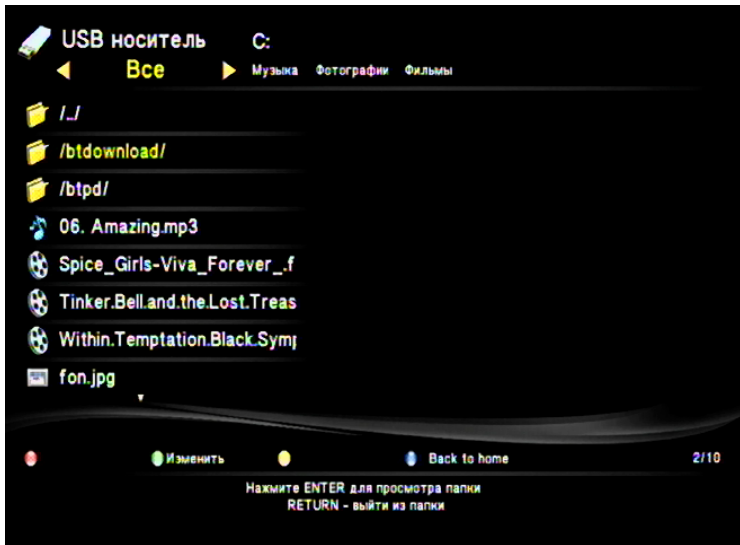 USB носитель C:
Все Музыка Фотографии Фильмы
/../
/btdownload/
/btpd/
06. Amazing.mp3
Spice_Girls-Viva_Forever_.f
Tinker.Bell.and.the.Lost.Treas
Within.Temptation.Black.Symp
fon.jpg
Изменить Back to home 2/10
Нажмите ENTER для просмотра папки
RETURN - выйти из папки